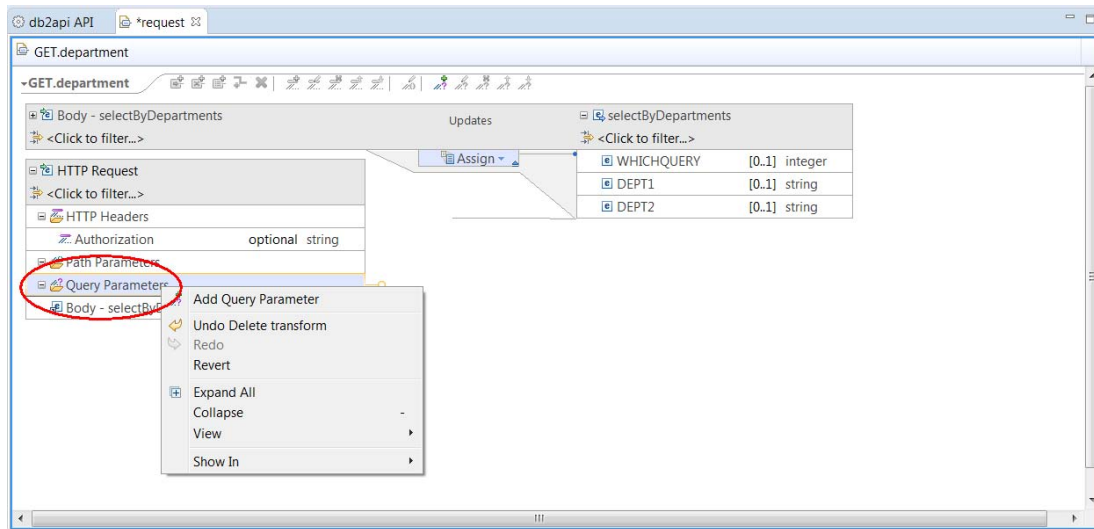 db2api API *request
GET.department
GET.department
Body - selectByDepartments
<Click to filter...>
Updates
selectByDepartments
<Click to filter...>
Assign
WHICHQUERY [0..1] integer
DEPT1 [0..1] string
DEPT2 [0..1] string
HTTP Request
<Click to filter...>
HTTP Headers
Authorization optional string
Path Parameters
Query Parameters
Body - selectBy
Add Query Parameter
Undo Delete transform
Redo
Revert
Expand All
Collapse -
View
Show In